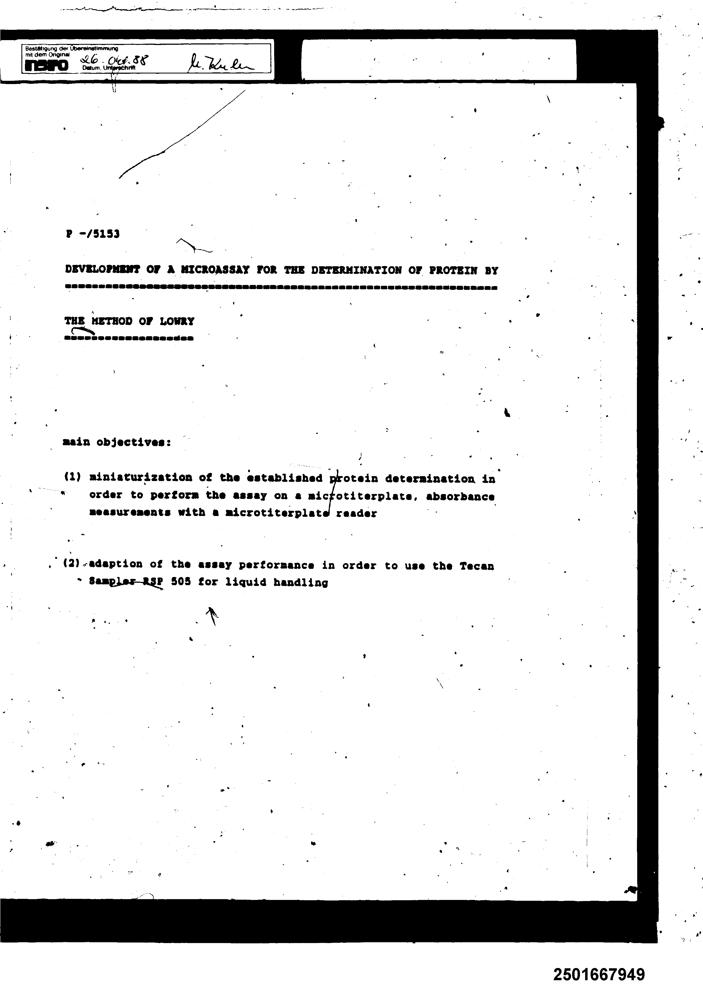 Bestätigung der Übereinstimmung
mit dem Original
INBIFO 26. Okt. 88
Datum, Unterschrift
P -/5153
DEVELOPMENT OF A MICROASSAY FOR THE DETERMINATION OF PROTEIN BY
THE METHOD OF LOWRY
main objectives:
(1) miniaturization of the established protein determination in
order to perform the assay on a microtiterplate, absorbance
measurements with a microtiterplate reader
(2) adaption of the assay performance in order to use the Tecan
Sampler RSP 505 for liquid handling
2501667949